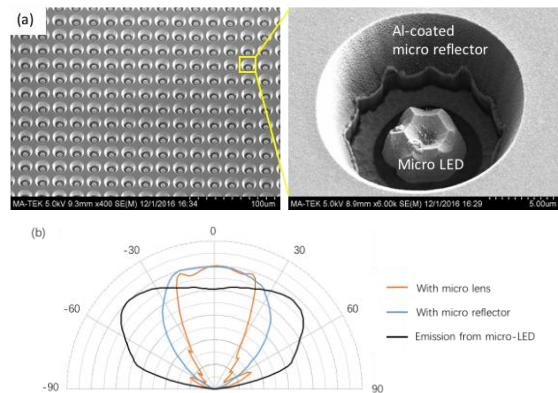 (a)
Al-coated
micro reflector
Micro LED
MA-TEK 5.0kV 9.3mm x400 SE(M) 12/1/2016 16:34
100um
MA-TEK 5.0kV 8.9mm x6.00k SE(M) 12/1/2016 16:29
5.00um
(b)
0
-30
30
-60
60
-90
90
With micro lens
With micro reflector
Emission from micro-LED